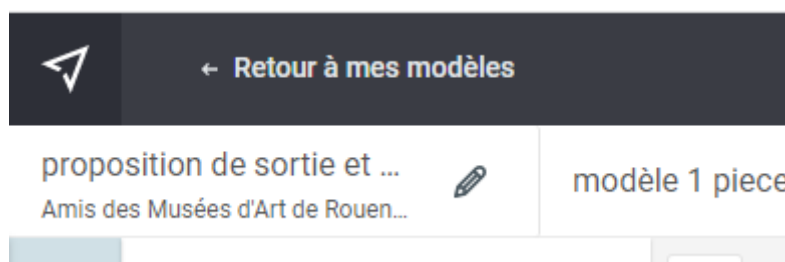 ← Retour à mes modèles
proposition de sortie et ...
Amis des Musées d'Art de Rouen...
modèle 1 piece